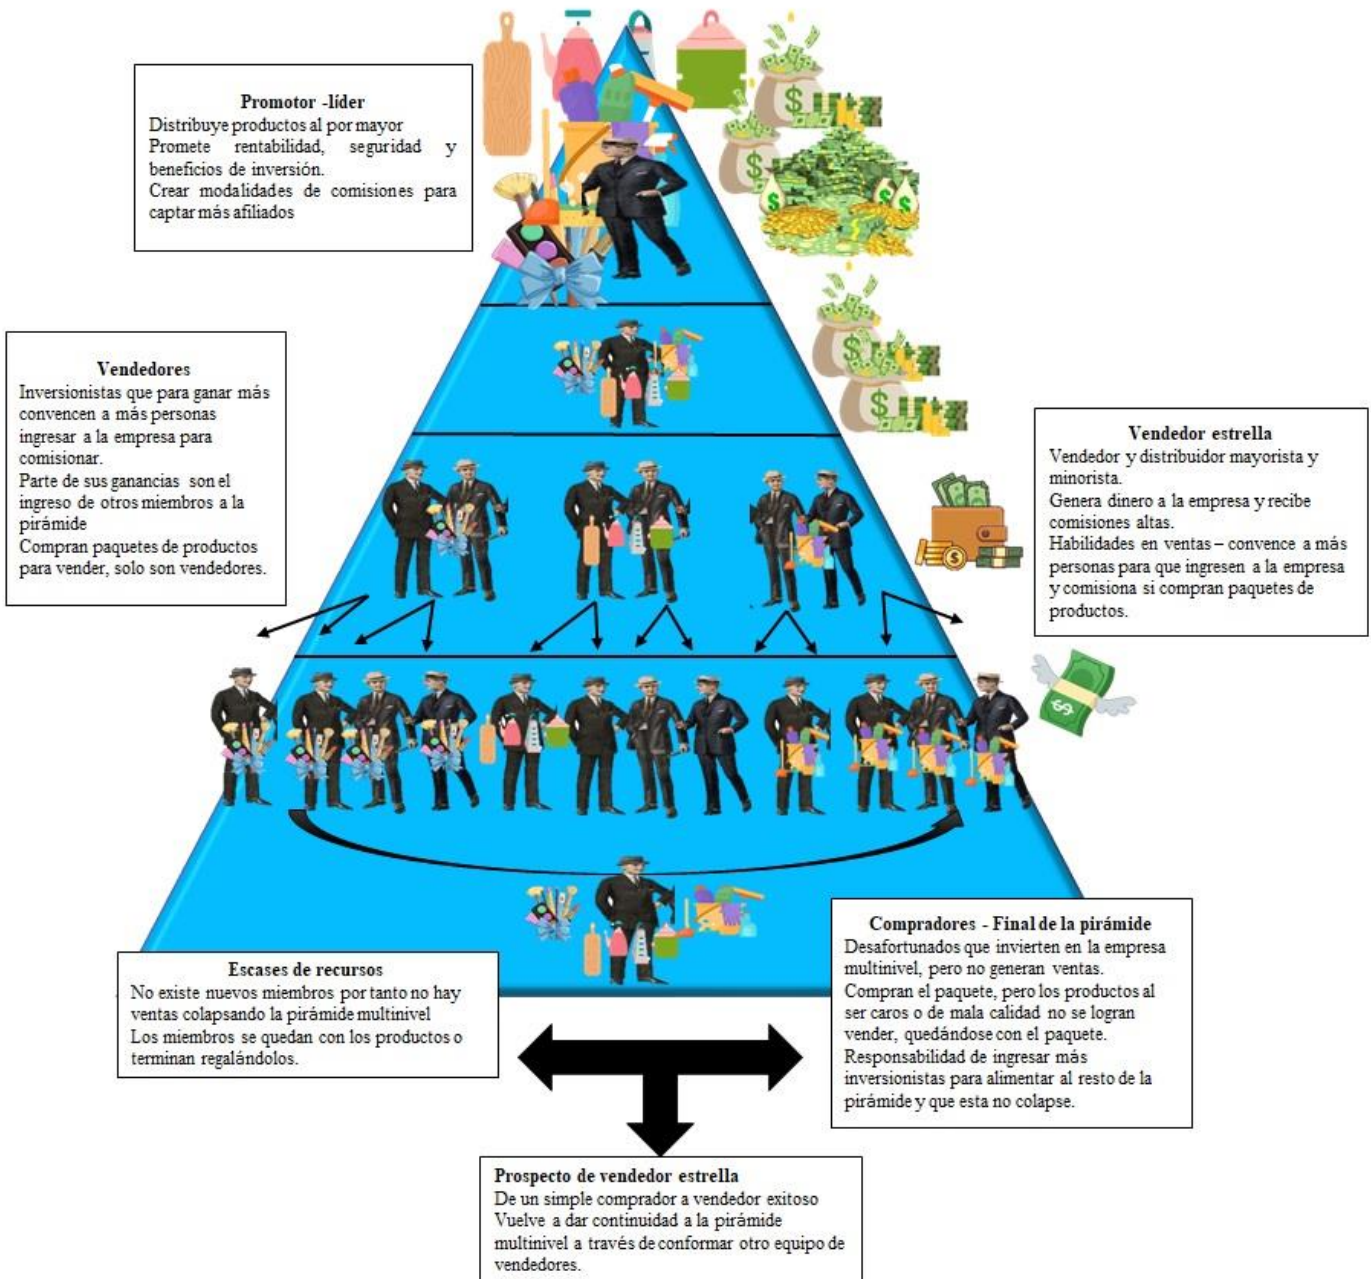 Promotor -líder
Distribuye productos al por mayor
Promete rentabilidad, seguridad y
beneficios de inversión.
Crear modalidades de comisiones para
captar más afiliados
Vendedores
Inversionistas que para ganar más
convencen a más personas
ingresar a la empresa para
comisionar.
Parte de sus ganancias son el
ingreso de otros miembros a la
pirámide
Compran paquetes de productos
para vender, solo son vendedores.
Vendedor estrella
Vendedor y distribuidor mayorista y
minorista.
Genera dinero a la empresa y recibe
comisiones altas.
Habilidades en ventas – convence a más
personas para que ingresen a la empresa
y comisiona si compran paquetes de
productos.
Escases de recursos
No existe nuevos miembros por tanto no hay
ventas colapsando la pirámide multinivel
Los miembros se quedan con los productos o
terminan regalándolos.
Compradores - Final de la pirámide
Desafortunados que invierten en la empresa
multinivel, pero no generan ventas.
Compran el paquete, pero los productos al
ser caros o de mala calidad no se logran
vender, quedándose con el paquete.
Responsabilidad de ingresar más
inversionistas para alimentar al resto de la
pirámide y que esta no colapse.
Prospecto de vendedor estrella
De un simple comprador a vendedor exitoso
Vuelve a dar continuidad a la pirámide
multinivel a través de conformar otro equipo de
vendedores.